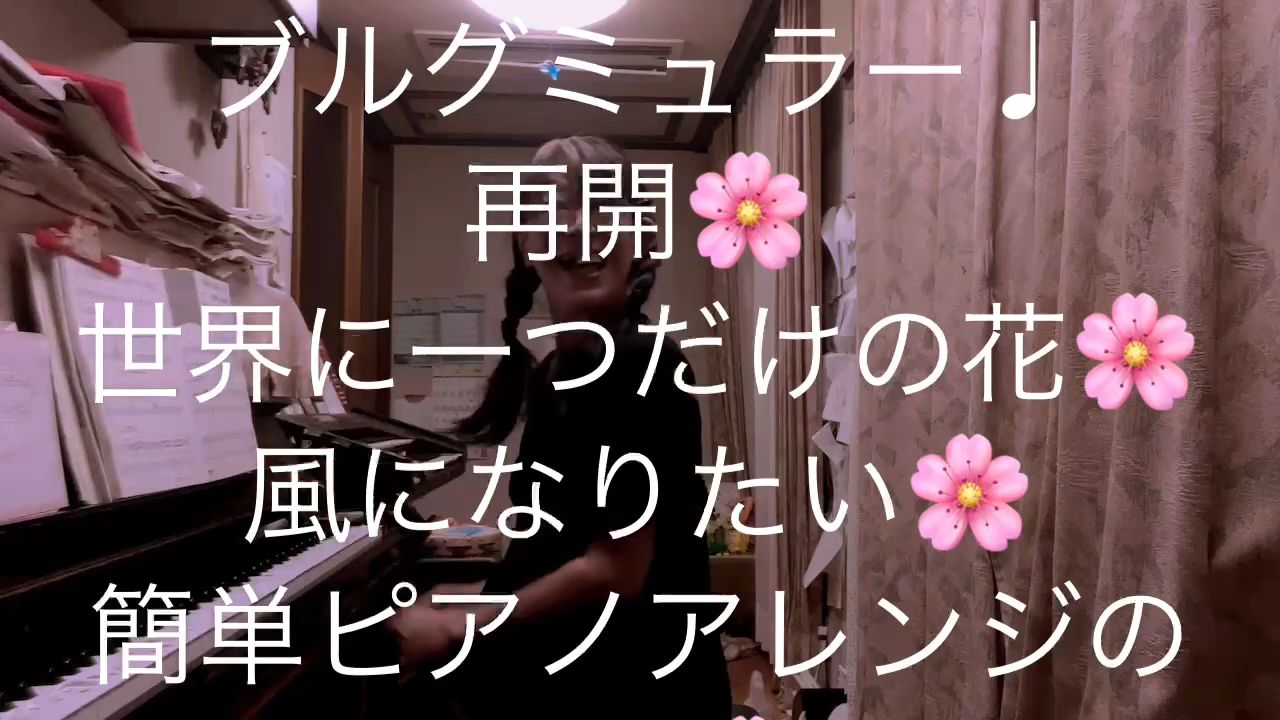 ブルグミュラー♩
再開🌸
世界に一つだけの花🌸
風になりたい🌸
簡単ピアノアレンジの